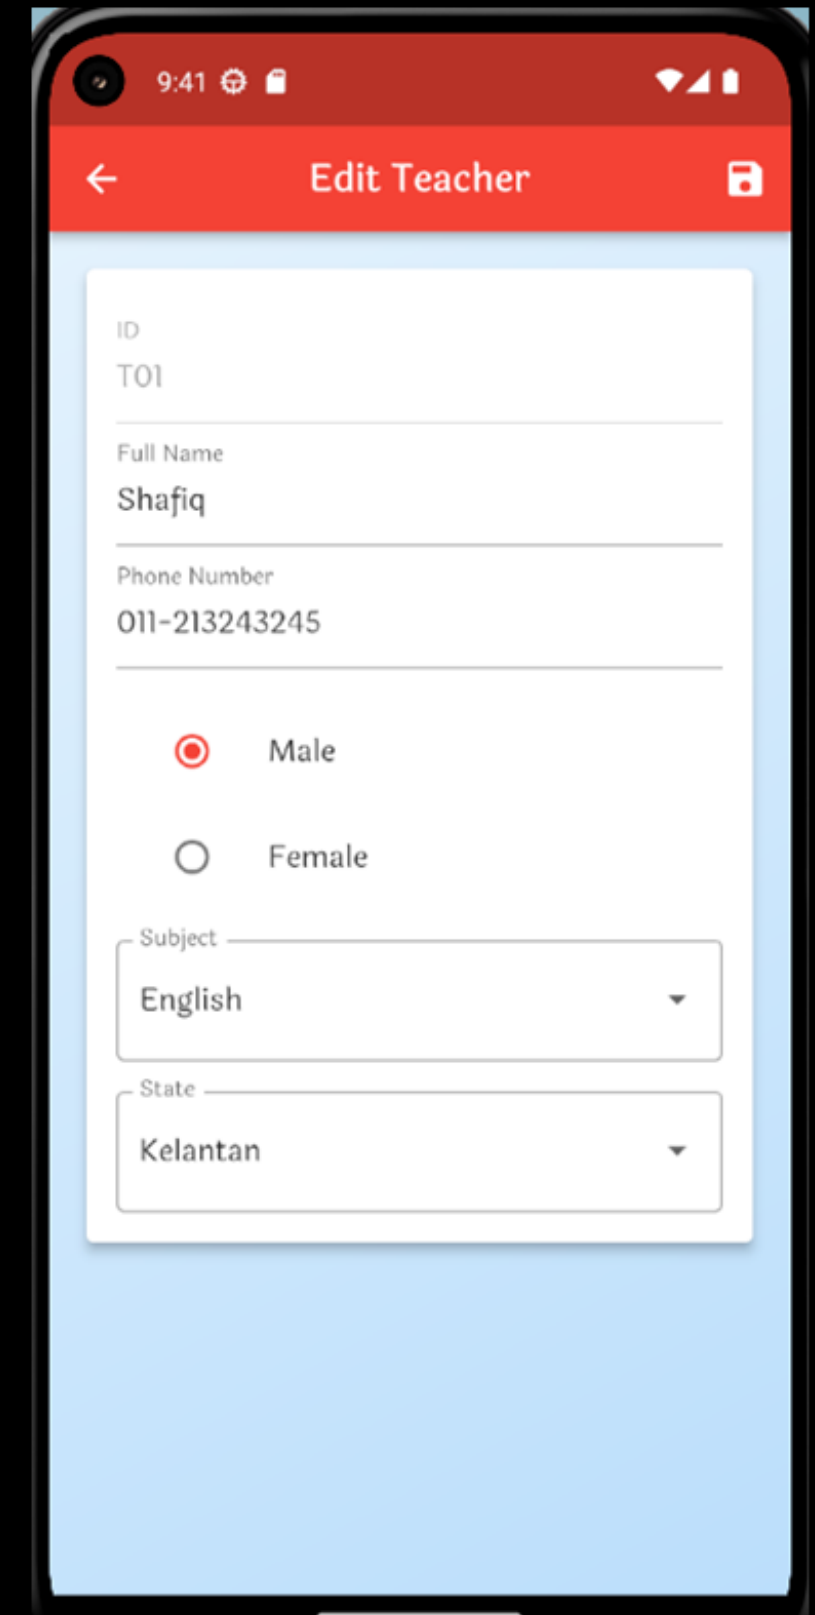 9:41
Edit Teacher
ID
T01
Full Name
Shafiq
Phone Number
011-213243245
Male
Female
Subject
English
State
Kelantan